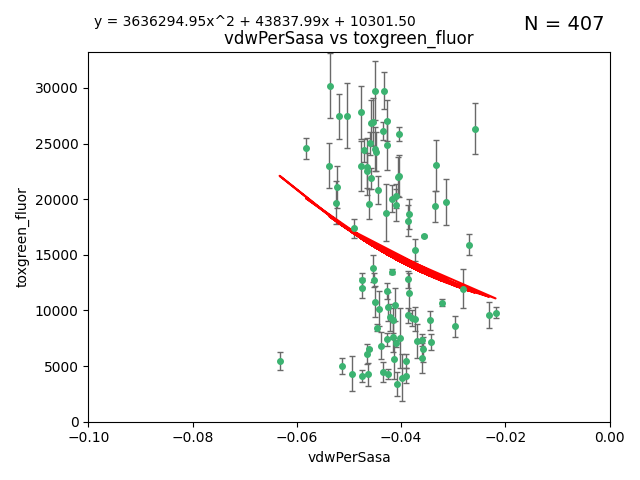 y = 3636294.95x^2 + 43837.99x + 10301.50
N = 407
vdwPerSasa vs toxgreen_fluor
30000
25000
20000
15000
10000
5000
0
toxgreen_fluor
−0.10
−0.08
−0.06
−0.04
−0.02
0.00
vdwPerSasa